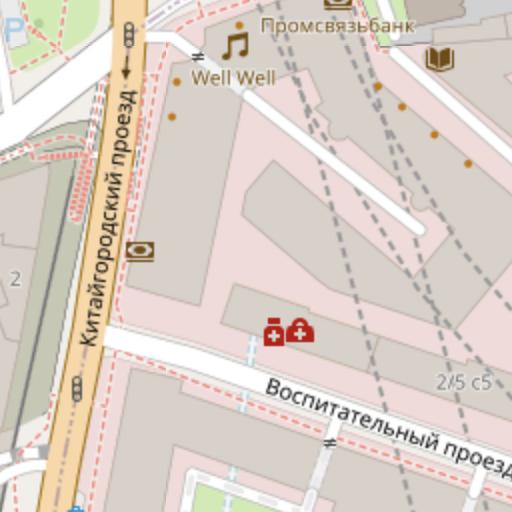 Промсвязьбанк
P
Well Well
Китайгородский проезд
2
2/5 с5
Воспитательный проезд